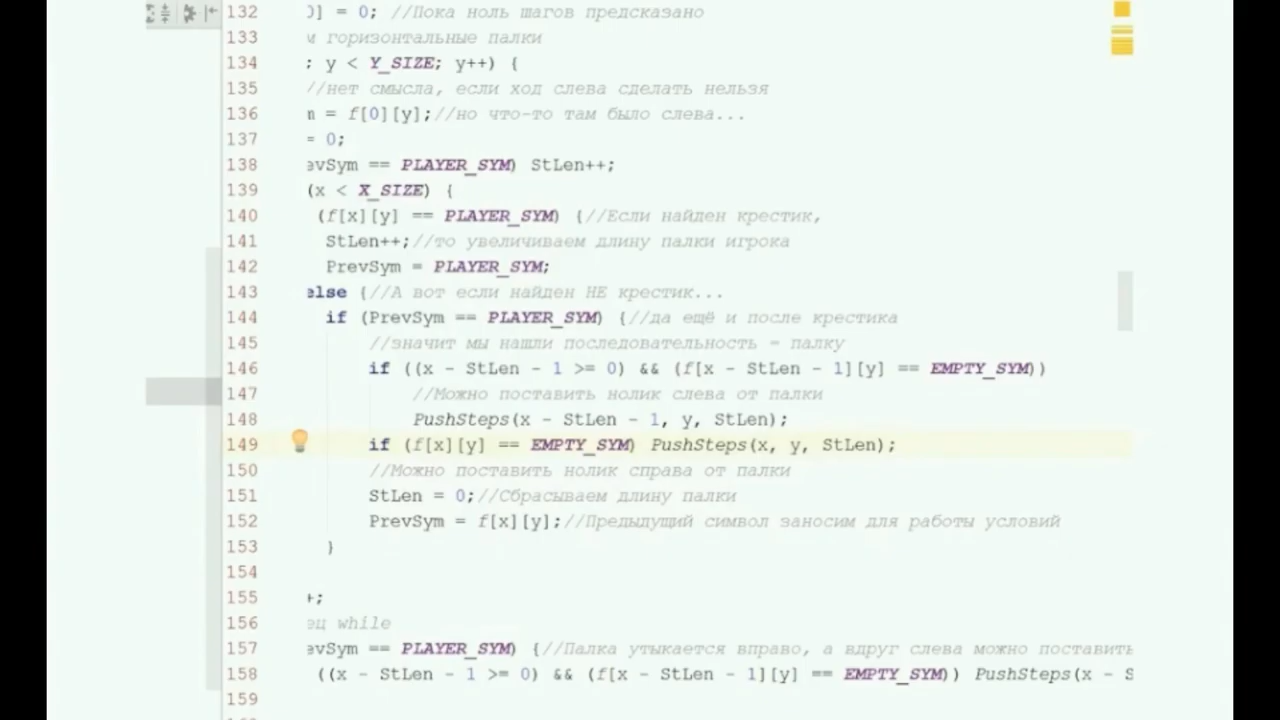 132 0] = 0; //Пока ноль шагов предсказано
133 м горизонтальные палки
134 ; y < Y_SIZE; y++) {
135 //нет смысла, если ход слева сделать нельзя
136 = f[0][y];//но что-то там было слева...
137 = 0;
138 evSym == PLAYER_SYM) StLen++;
139 (x < X_SIZE) {
140 (f[x][y] == PLAYER_SYM) {//Если найден крестик,
141 StLen++;//то увеличиваем длину палки игрока
142 PrevSym = PLAYER_SYM;
143 else {//А вот если найден НЕ крестик...
144 if (PrevSym == PLAYER_SYM) {//да ещё и после крестика
145 //значит мы нашли последовательность = палку
146 if ((x - StLen - 1 >= 0) && (f[x - StLen - 1][y] == EMPTY_SYM))
147 //Можно поставить нолик слева от палки
148 PushSteps(x - StLen - 1, y, StLen);
149 if (f[x][y] == EMPTY_SYM) PushSteps(x, y, StLen);
150 //Можно поставить нолик справа от палки
151 StLen = 0;//Сбрасываем длину палки
152 PrevSym = f[x][y];//Предыдущий символ заносим для работы условий
153 }
154
155 +;
156 ец while
157 evSym == PLAYER_SYM) {//Палка утыкается вправо, а вдруг слева можно поставить
158 ((x - StLen - 1 >= 0) && (f[x - StLen - 1][y] == EMPTY_SYM)) PushSteps(x - S
159